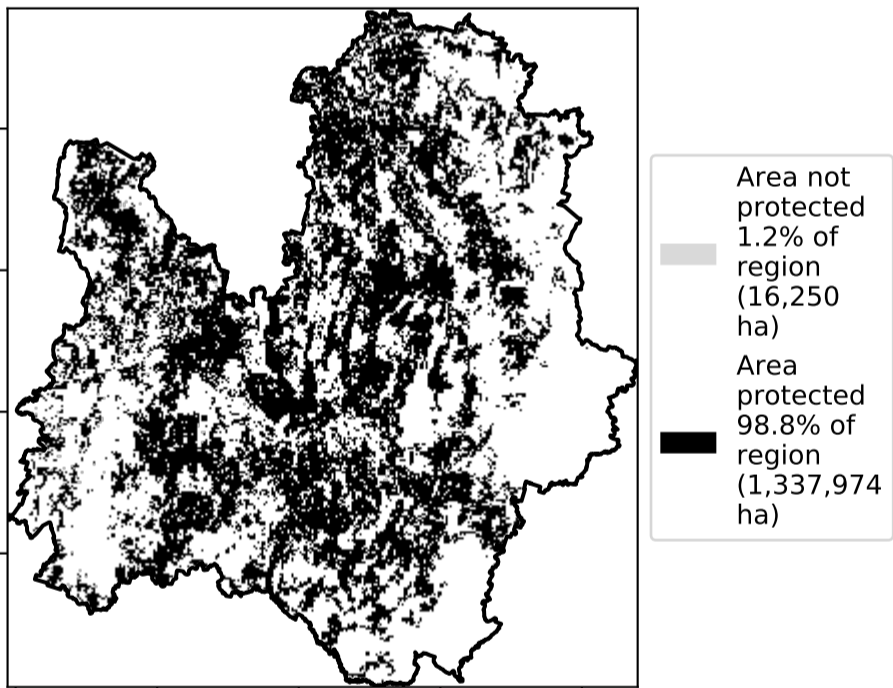 Area not
protected
1.2% of
region
(16,250
ha)
Area
protected
98.8% of
region
(1,337,974
ha)